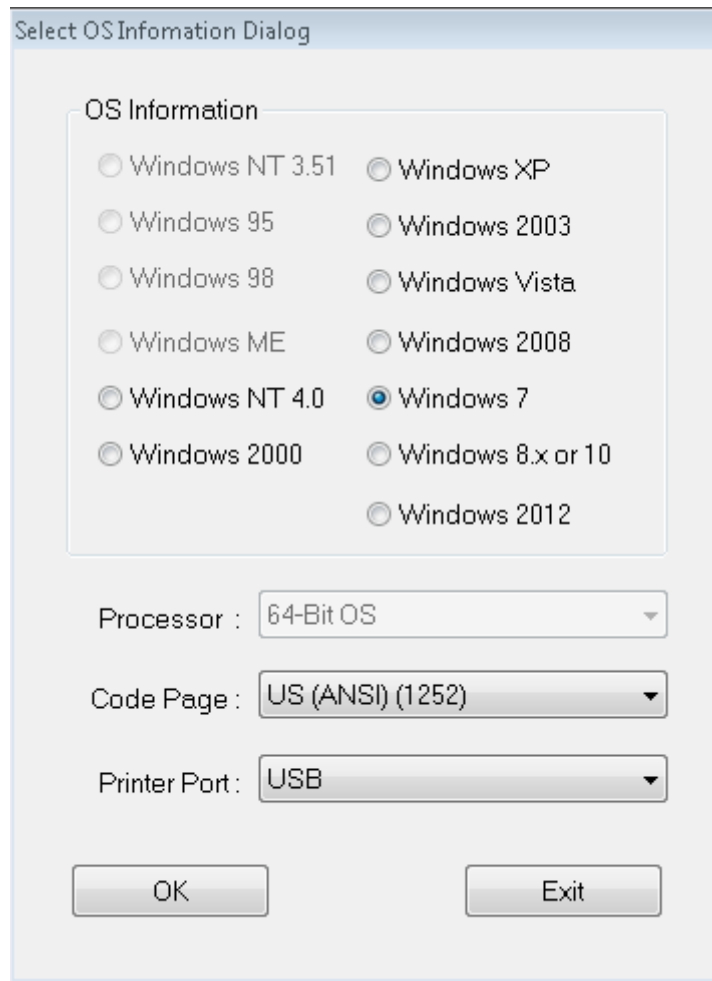 Select OS Infomation Dialog
OS Information
Windows NT 3.51
Windows 95
Windows 98
Windows ME
Windows NT 4.0
Windows 2000
Windows XP
Windows 2003
Windows Vista
Windows 2008
Windows 7
Windows 8.x or 10
Windows 2012
Processor : 64-Bit OS
Code Page : US (ANSI) (1252)
Printer Port : USB
OK Exit